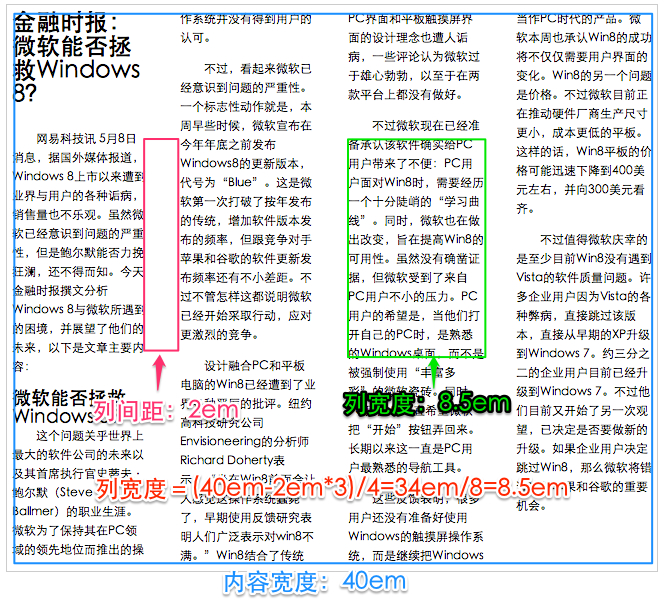 金融时报：
微软能否拯
救Windows
8?
网易科技讯 5月8日
消息，据国外媒体报道，
Windows 8上市以来遭到
业界与用户的各种诟病，
销售量也不乐观。虽然微
软已经意识到问题的严重
性，但是鲍尔默能否力挽
狂澜，还不得而知。今天
金融时报撰文分析
Windows 8与微软所遇到
的困境，并展望了他们的
未来，以下是文章主要内
容：
微软能否拯救
Windows
这个问题关乎世界上
最大的软件公司的未来以
及其首席执行官史蒂夫·
鲍尔默（Steve
Ballmer）的职业生涯。
微软为了保持其在PC领
域的领先地位而推出的操
作系统并没有得到用户的
认可。
不过，看起来微软已
经意识到问题的严重性。
一个标志性动作就是，本
周早些时候，微软宣布在
今年年底之前发布
Windows8的更新版本，
代号为“Blue”。这是微
软第一次打破了按年发布
的传统，增加软件版本发
布的频率，但跟竞争对手
苹果和谷歌的软件更新发
布频率还有不小差距。不
过不管怎样这都说明微软
已经开始采取行动，应对
更激烈的竞争。
设计融合PC和平板
电脑的Win8已经遭到了业
界的批评。纽约
高科技研究公司
Envisioneering的分析师
Richard Doherty表
示，
了，早期使用反馈研究表
明人们广泛表示对win8不
满。”Win8结合了传统
PC界面和平板触摸屏界
面的设计理念也遭人诟
病，一些评论认为微软过
于雄心勃勃，以至于在两
款平台上都没有做好。
不过微软现在已经准
备承认该软件确实给PC
用户带来了不便：PC用
户面对Win8时，需要经历
一个十分陡峭的“学习曲
线”。同时，微软也在做
出改变，旨在提高Win8的
可用性。虽然没有确凿证
据，但微软受到了来自
PC用户不小的压力。PC
用户的希望是，当他们打
开自己的PC时，是熟悉
的Windows桌面，而不是
被强制使用“丰富多
彩”的微软瓷砖。同时，
把“开始”按钮弄回来。
长期以来这一直是PC用
户最熟悉的导航工具。
这些反馈表明，很多
用户还没有准备好使用
Windows的触摸屏操作系
统，而是继续把Windows
当作PC时代的产品。微
软本周也承认Win8的成功
将不仅仅需要用户界面的
变化。Win8的另一个问题
是价格。不过微软目前正
在推动硬件厂商生产尺寸
更小，成本更低的平板。
这样的话，Win8平板的价
格可能迅速下降到400美
元左右，并向300美元看
齐。
不过值得微软庆幸的
是至少目前Win8没有遇到
Vista的软件质量问题。许
多企业用户因为Vista的各
种弊病，直接跳过该版
本，直接从早期的XP升级
到Windows 7。约三分之
二的企业用户目前已经升
级到Windows 7。不过他
们目前又开始了另一次观
望，已决定是否要做新的
升级。如果企业用户决定
跳过Win8，那么微软将错
果和谷歌的重要
机会。
列间距：2em
列宽度：8.5em
列宽度＝(40em-2em*3)/4=34em/8=8.5em
内容宽度：40em